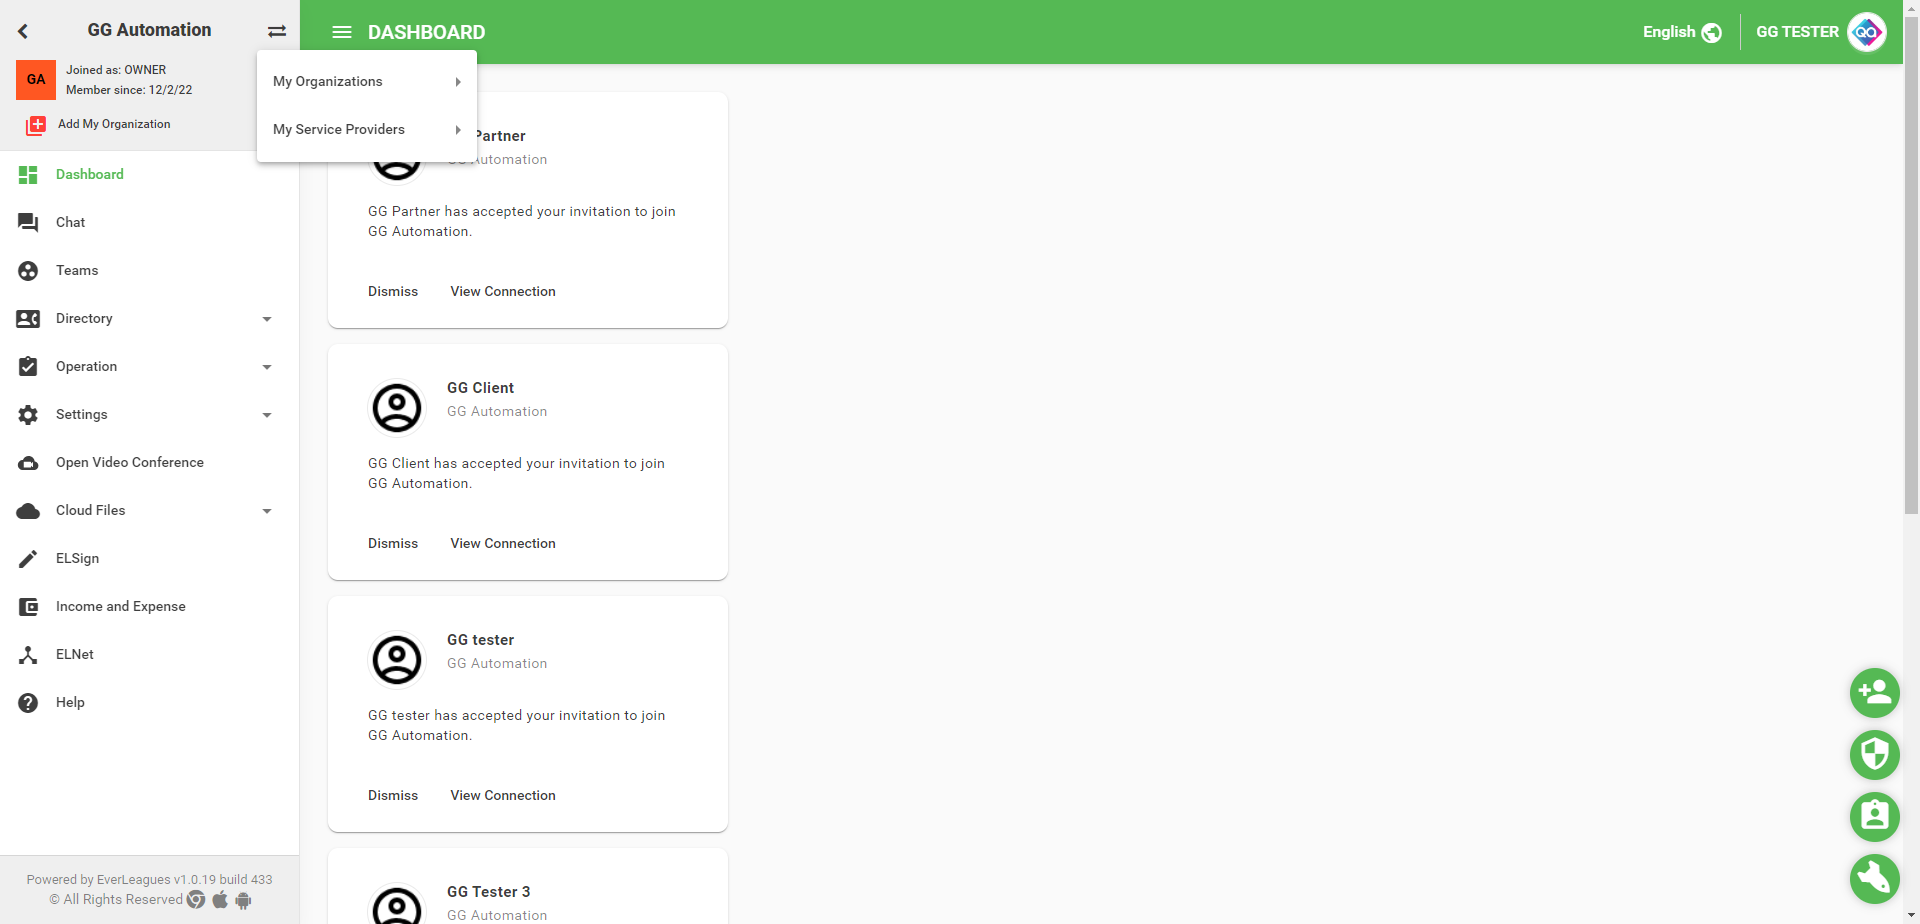 GG Automation
GA
Joined as: OWNER
Member since: 12/2/22
Add My Organization
My Organizations
My Service Providers
DASHBOARD
English
GG TESTER
Dashboard
Chat
Teams
Directory
Operation
Settings
Open Video Conference
Cloud Files
ELSign
Income and Expense
ELNet
Help
Powered by EverLeagues v1.0.19 build 433
© All Rights Reserved
Partner
GG Automation
GG Partner has accepted your invitation to join
GG Automation.
Dismiss View Connection
GG Client
GG Automation
GG Client has accepted your invitation to join
GG Automation.
Dismiss View Connection
GG tester
GG Automation
GG tester has accepted your invitation to join
GG Automation.
Dismiss View Connection
GG Tester 3
GG Automation